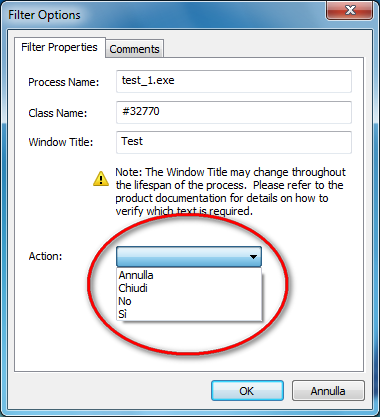 Filter Options
Filter Properties Comments
Process Name: test_1.exe
Class Name: #32770
Window Title: Test
Note: The Window Title may change throughout
the lifespan of the process. Please refer to the
product documentation for details on how to
verify which text is required.
Action:
Annulla
Chiudi
No
Sì
OK Annulla